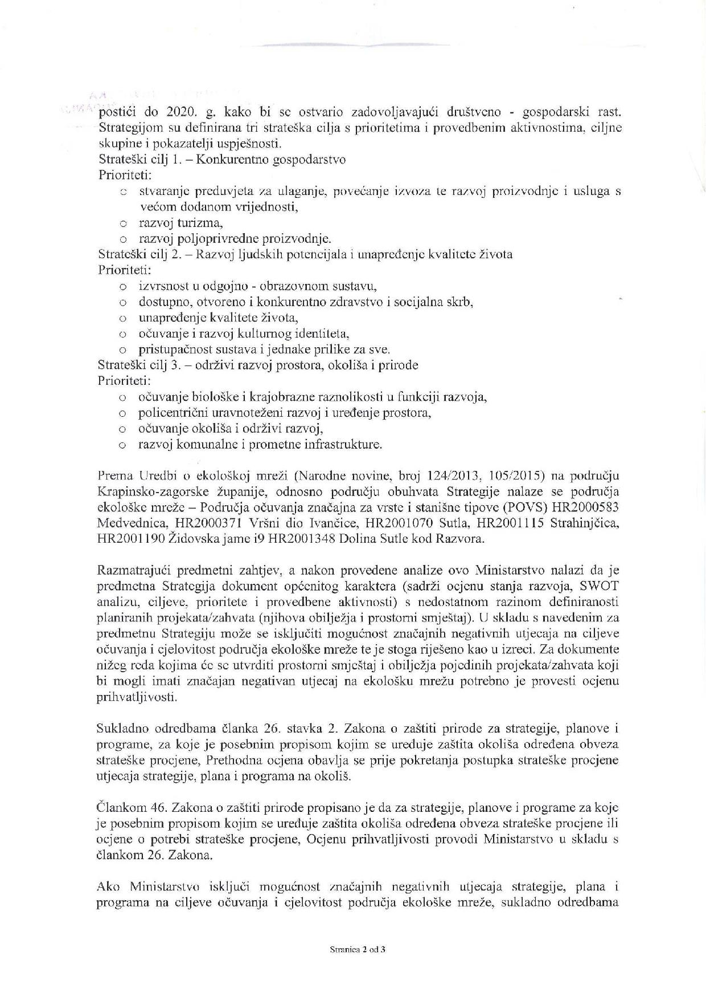 postići do 2020. g. kako bi se ostvario zadovoljavajući društveno - gospodarski rast.
Strategijom su definirana tri strateška cilja s prioritetima i provedbenim aktivnostima, ciljne
skupine i pokazatelji uspješnosti.
Strateški cilj 1. – Konkurentno gospodarstvo
Prioriteti:
o stvaranje preduvjeta za ulaganje, povećanje izvoza te razvoj proizvodnje i usluga s
većom dodanom vrijednosti,
o razvoj turizma,
o razvoj poljoprivredne proizvodnje.
Strateški cilj 2. – Razvoj ljudskih potencijala i unapređenje kvalitete života
Prioriteti:
o izvrsnost u odgojno - obrazovnom sustavu,
o dostupno, otvoreno i konkurentno zdravstvo i socijalna skrb,
o unapređenje kvalitete života,
o očuvanje i razvoj kulturnog identiteta,
o pristupačnost sustava i jednake prilike za sve.
Strateški cilj 3. – održivi razvoj prostora, okoliša i prirode
Prioriteti:
o očuvanje biološke i krajobrazne raznolikosti u funkciji razvoja,
o policentrični uravnoteženi razvoj i uređenje prostora,
o očuvanje okoliša i održivi razvoj,
o razvoj komunalne i prometne infrastrukture.
Prema Uredbi o ekološkoj mreži (Narodne novine, broj 124/2013, 105/2015) na području
Krapinsko-zagorske županije, odnosno području obuhvata Strategije nalaze se područja
ekološke mreže – Područja očuvanja značajna za vrste i stanišne tipove (POVS) HR2000583
Medvednica, HR2000371 Vršni dio Ivančice, HR2001070 Sutla, HR2001115 Strahinjčica,
HR2001190 Židovska jame i9 HR2001348 Dolina Sutle kod Razvora.
Razmatrajući predmetni zahtjev, a nakon provedene analize ovo Ministarstvo nalazi da je
predmetna Strategija dokument općenitog karaktera (sadrži ocjenu stanja razvoja, SWOT
analizu, ciljeve, prioritete i provedbene aktivnosti) s nedostatnom razinom definiranosti
planiranih projekata/zahvata (njihova obilježja i prostorni smještaj). U skladu s navedenim za
predmetnu Strategiju može se isključiti mogućnost značajnih negativnih utjecaja na ciljeve
očuvanja i cjelovitost područja ekološke mreže te je stoga riješeno kao u izreci. Za dokumente
nižeg reda kojima će se utvrditi prostorni smještaj i obilježja pojedinih projekata/zahvata koji
bi mogli imati značajan negativan utjecaj na ekološku mrežu potrebno je provesti ocjenu
prihvatljivosti.
Sukladno odredbama članka 26. stavka 2. Zakona o zaštiti prirode za strategije, planove i
programe, za koje je posebnim propisom kojim se uređuje zaštita okoliša određena obveza
strateške procjene, Prethodna ocjena obavlja se prije pokretanja postupka strateške procjene
utjecaja strategije, plana i programa na okoliš.
Člankom 46. Zakona o zaštiti prirode propisano je da za strategije, planove i programe za koje
je posebnim propisom kojim se uređuje zaštita okoliša određena obveza strateške procjene ili
ocjene o potrebi strateške procjene, Ocjenu prihvatljivosti provodi Ministarstvo u skladu s
člankom 26. Zakona.
Ako Ministarstvo isključi mogućnost značajnih negativnih utjecaja strategije, plana i
programa na ciljeve očuvanja i cjelovitost područja ekološke mreže, sukladno odredbama
Stranica 2 od 3